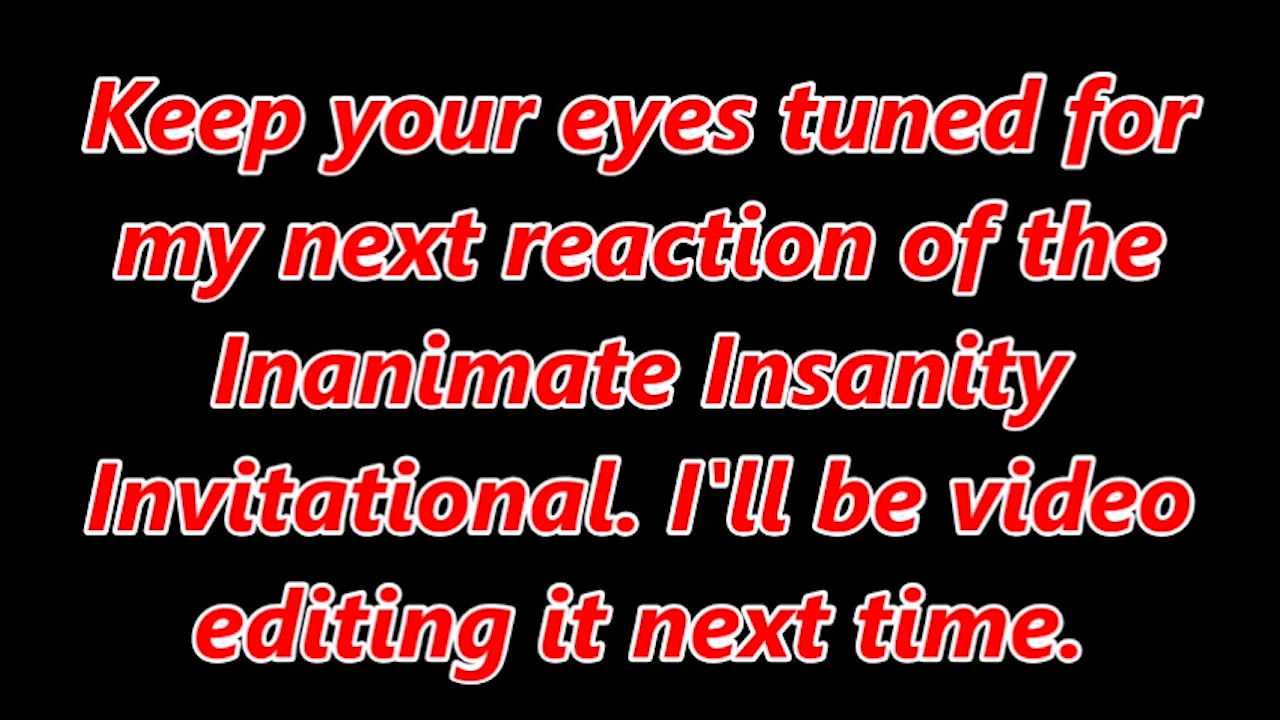 Keep your eyes tuned for
my next reaction of the
Inanimate Insanity
Invitational. I'll be video
editing it next time.